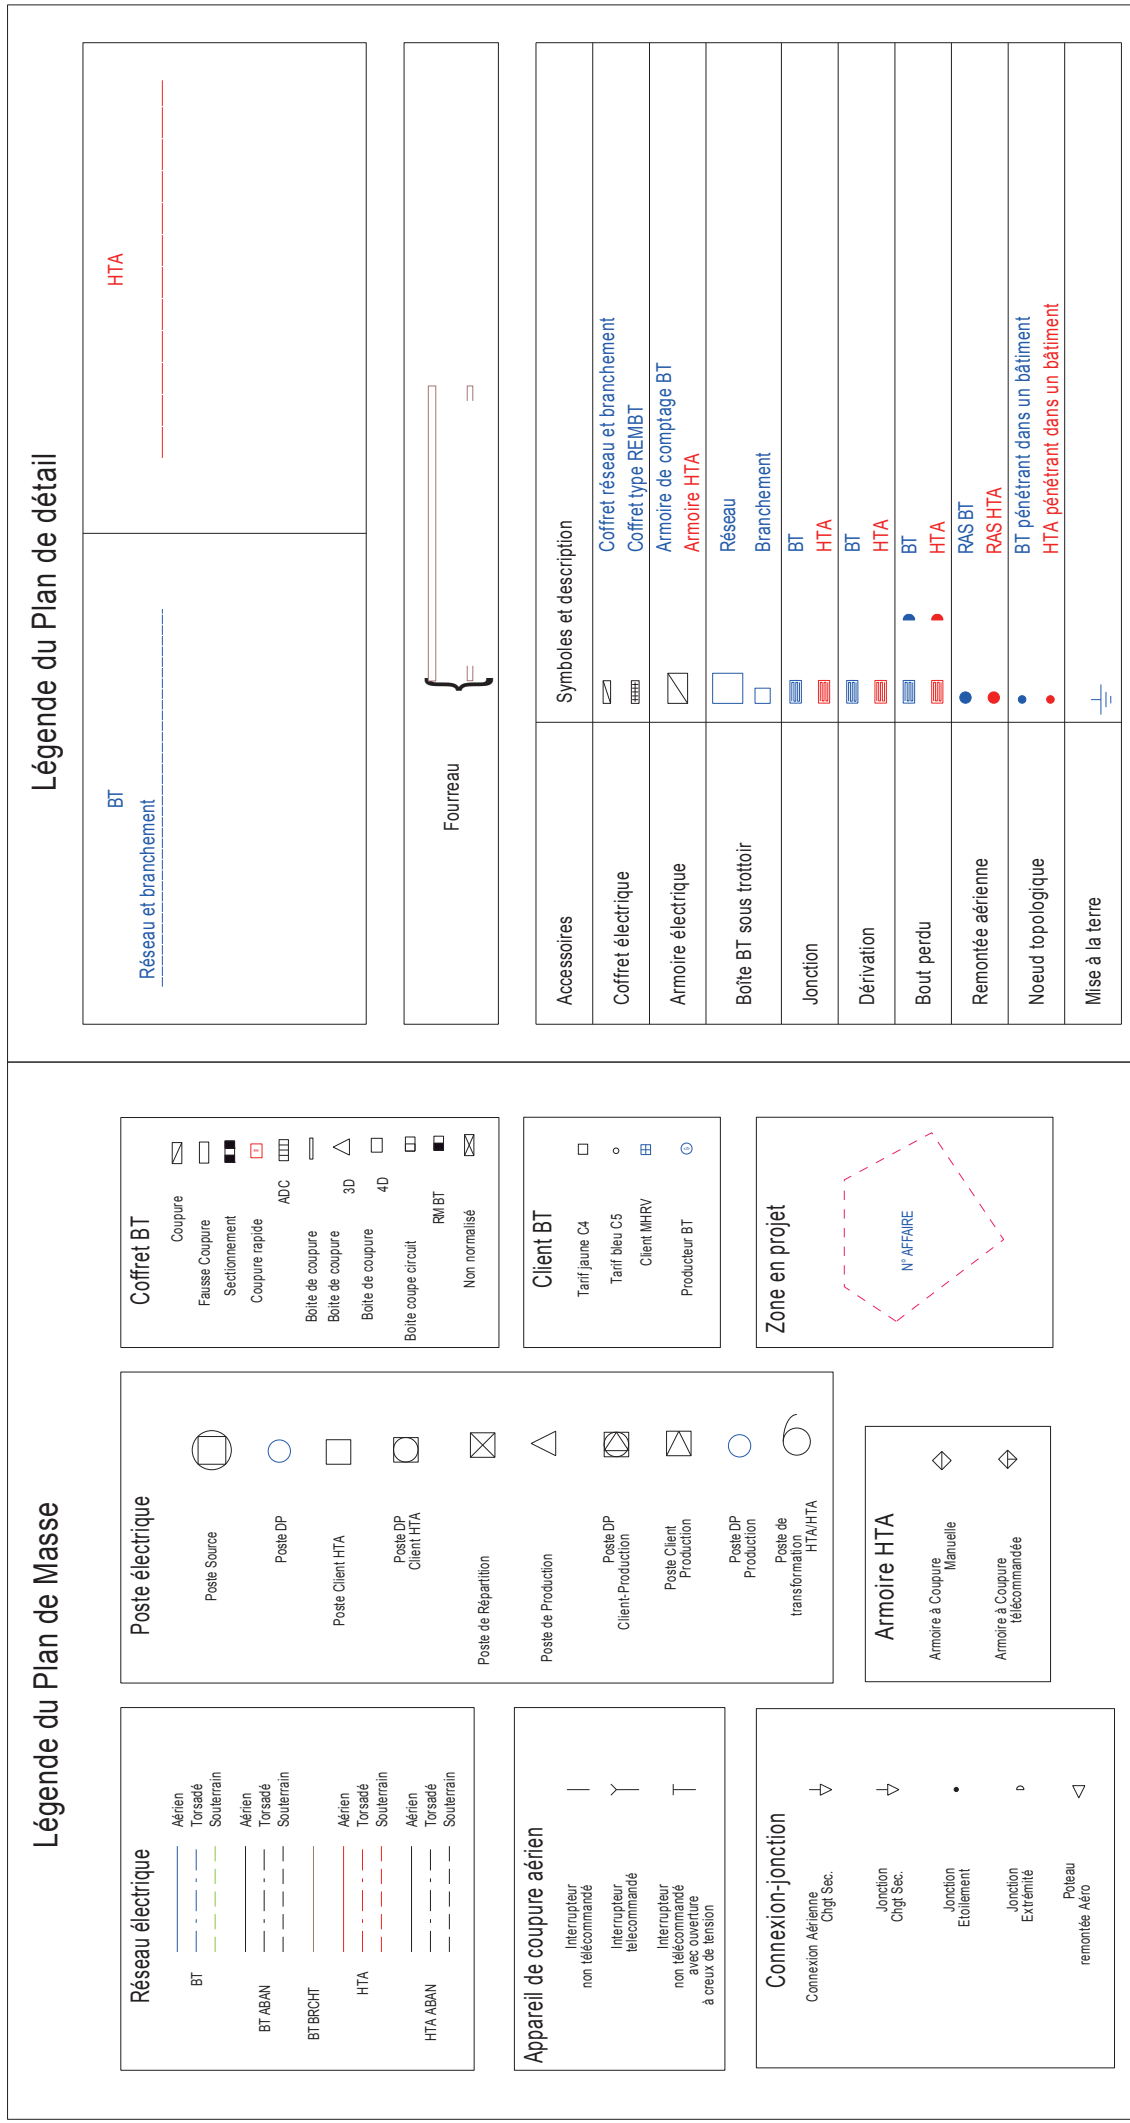 Légende du Plan de Masse
Réseau électrique
Aérien
BT
Torsadé
Souterrain
Aérien
BT ABAN
Torsadé
Souterrain
BT BRCHT
Aérien
HTA
Torsadé
Souterrain
Aérien
HTA ABAN
Torsadé
Souterrain
Appareil de coupure aérien
Interrupteur
non télécommandé
Interrupteur
telecommandé
Interrupteur
non télécommandé
avec ouverture
à creux de tension
Connexion-jonction
Connexion Aérienne
Chgt Sec.
Jonction
Chgt Sec.
Jonction
Etoilement
Jonction
Extrémité
Poteau
remontée Aéro
Poste électrique
Poste Source
Poste DP
Poste Client HTA
Poste DP
Client HTA
Poste de Répartition
Poste de Production
Poste DP
Client-Production
Poste Client
Production
Poste DP
Production
Poste de
transformation
HTA/HTA
Armoire HTA
Armoire à Coupure
Manuelle
Armoire à Coupure
télécommandée
Coffret BT
Coupure
Fausse Coupure
Sectionnement
Coupure rapide
ADC
Boite de coupure
Boite de coupure
3D
Boite de coupure
4D
Boite coupe circuit
RM BT
Non normalisé
Client BT
Tarif jaune C4
Tarif bleu C5
Client MHRV
Producteur BT
Zone en projet
N° AFFAIRE
Légende du Plan de détail
BT
Réseau et branchement
HTA
Fourreau
Accessoires
Symboles et description
Coffret électrique
Coffret réseau et branchement
Coffret type REMBT
Armoire électrique
Armoire de comptage BT
Armoire HTA
Boîte BT sous trottoir
Réseau
Branchement
Jonction
BT
HTA
Dérivation
BT
HTA
Bout perdu
BT
HTA
Remontée aérienne
RAS BT
RAS HTA
Noeud topologique
BT pénétrant dans un bâtiment
HTA pénétrant dans un bâtiment
Mise à la terre